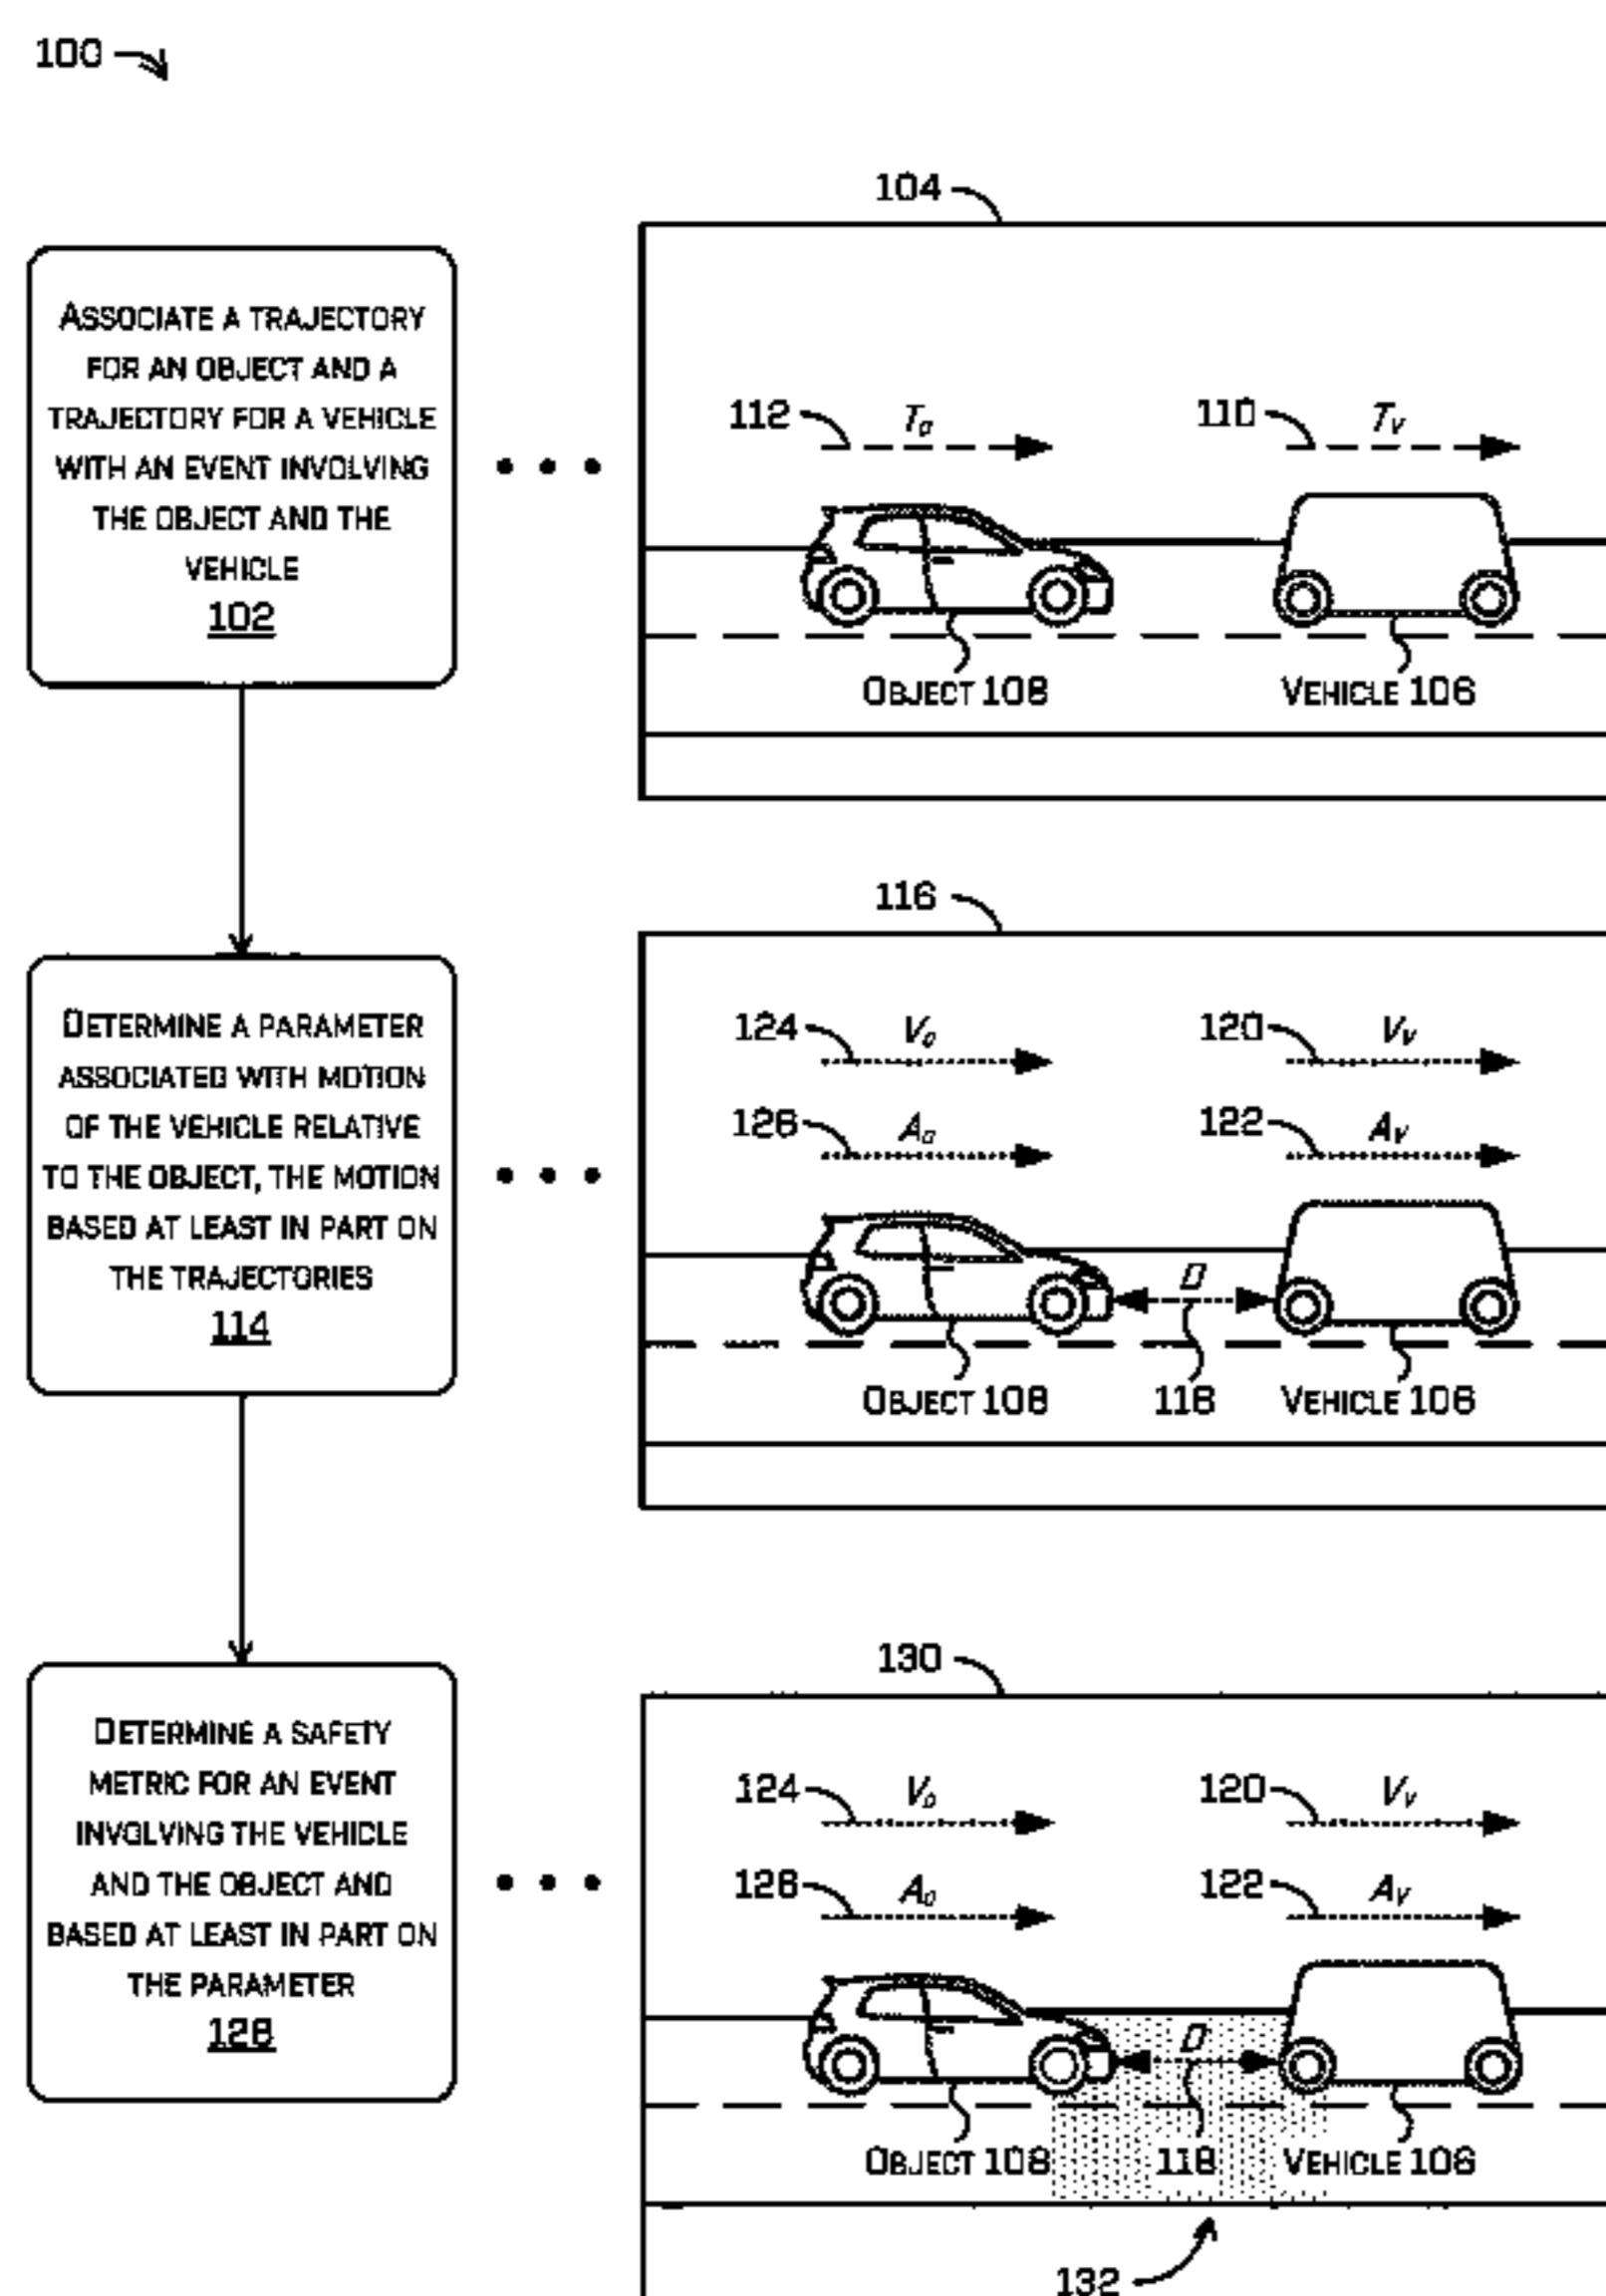 100
104
ASSOCIATE A TRAJECTORY
FOR AN OBJECT AND A
TRAJECTORY FOR A VEHICLE
WITH AN EVENT INVOLVING
THE OBJECT AND THE
VEHICLE
102
112 To
110 Tv
OBJECT 108
VEHICLE 106
116
DETERMINE A PARAMETER
ASSOCIATED WITH MOTION
OF THE VEHICLE RELATIVE
TO THE OBJECT, THE MOTION
BASED AT LEAST IN PART ON
THE TRAJECTORIES
114
124 Vo
120 Vv
126 Ao
122 Av
D
OBJECT 108
118
VEHICLE 106
130
DETERMINE A SAFETY
METRIC FOR AN EVENT
INVOLVING THE VEHICLE
AND THE OBJECT AND
BASED AT LEAST IN PART ON
THE PARAMETER
128
124 Vo
120 Vv
126 Ao
122 Av
D
OBJECT 108
118
VEHICLE 106
132